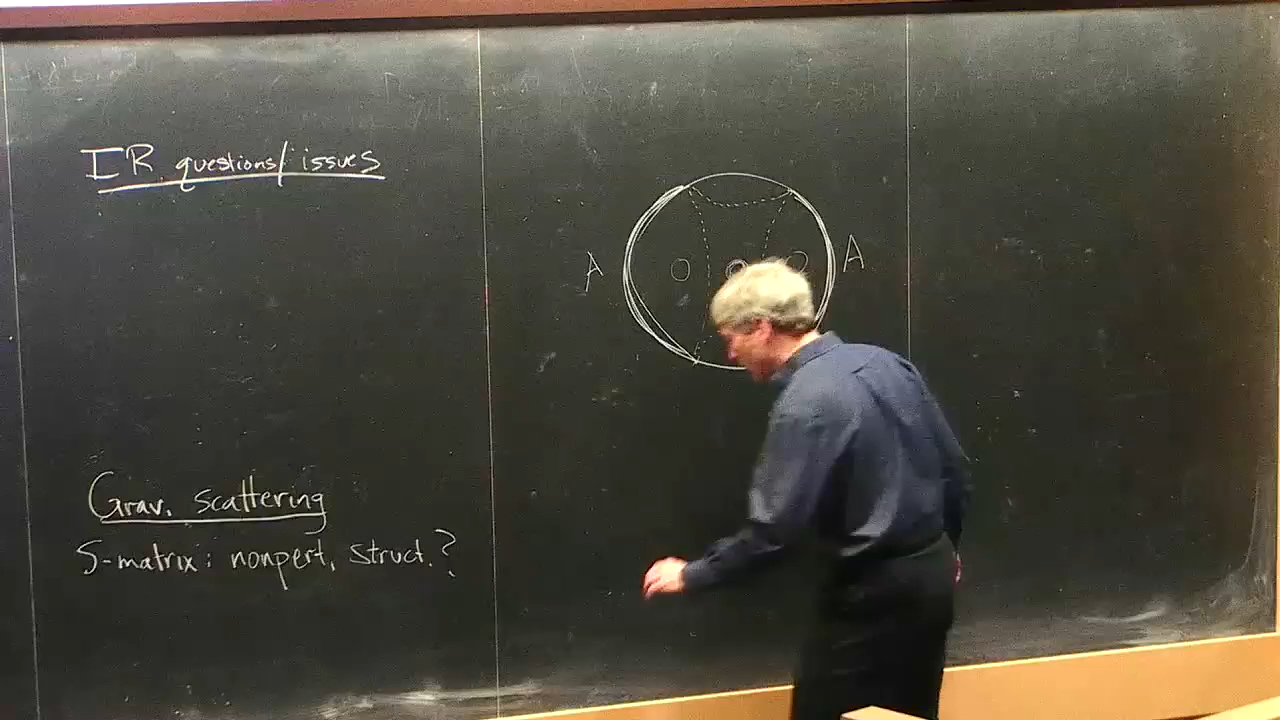 IR questions/issues
A O O O A
Grav. scattering
S-matrix: nonpert. struct.?